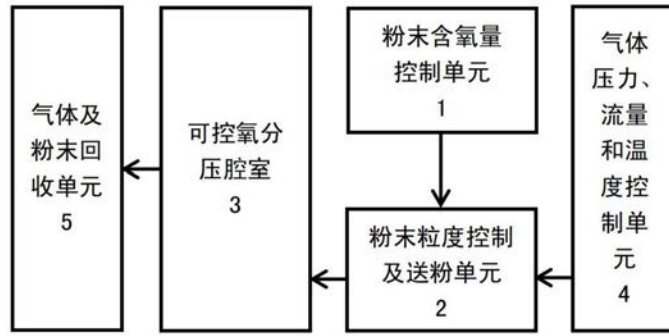 气体及
粉末回
收单元
5
可控氧分
压腔室
3
粉末含氧量
控制单元
1
粉末粒度控制
及送粉单元
2
气体
压力、
流量
和温
度控
制单
元
4